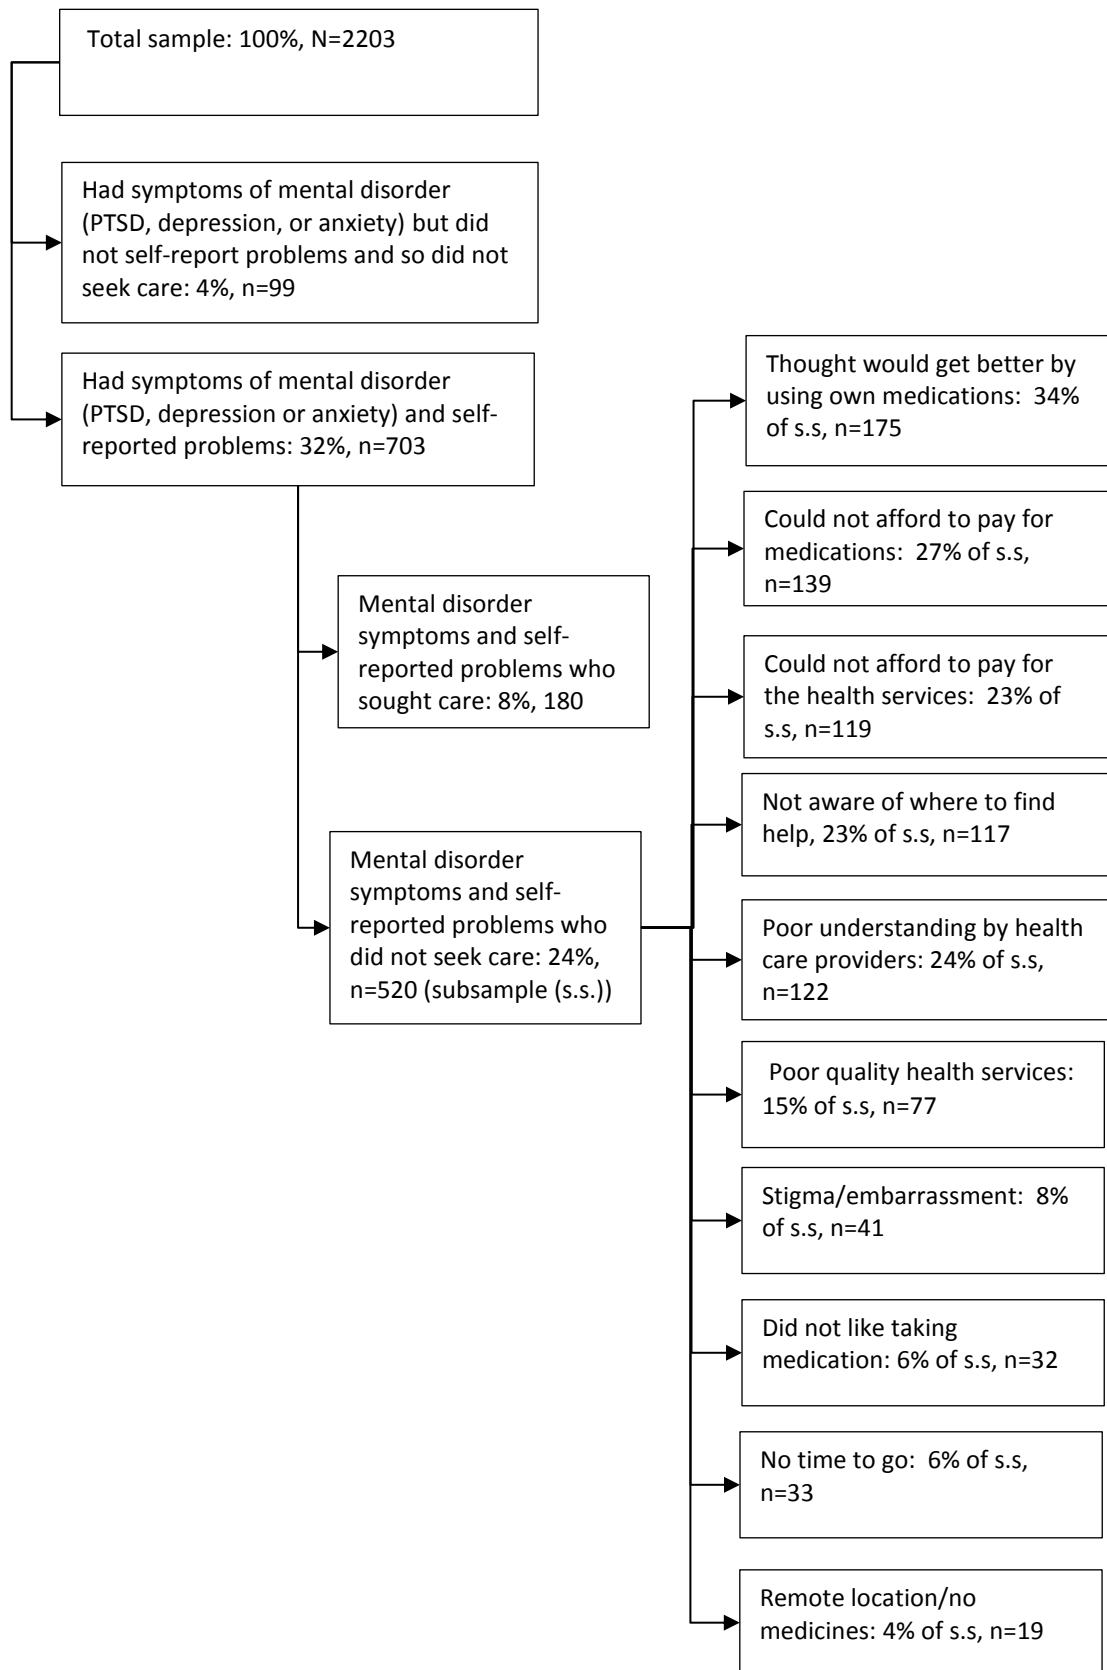 Total sample: 100%, N=2203
Had symptoms of mental disorder
(PTSD, depression, or anxiety) but did
not self-report problems and so did not
seek care: 4%, n=99
Had symptoms of mental disorder
(PTSD, depression or anxiety) and self-
reported problems: 32%, n=703
Mental disorder
symptoms and self-
reported problems who
sought care: 8%, 180
Mental disorder
symptoms and self-
reported problems who
did not seek care: 24%,
n=520 (subsample (s.s.))
Thought would get better by
using own medications: 34%
of s.s, n=175
Could not afford to pay for
medications: 27% of s.s,
n=139
Could not afford to pay for
the health services: 23% of
s.s, n=119
Not aware of where to find
help, 23% of s.s, n=117
Poor understanding by health
care providers: 24% of s.s,
n=122
Poor quality health services:
15% of s.s, n=77
Stigma/embarrassment: 8%
of s.s, n=41
Did not like taking
medication: 6% of s.s, n=32
No time to go: 6% of s.s,
n=33
Remote location/no
medicines: 4% of s.s, n=19